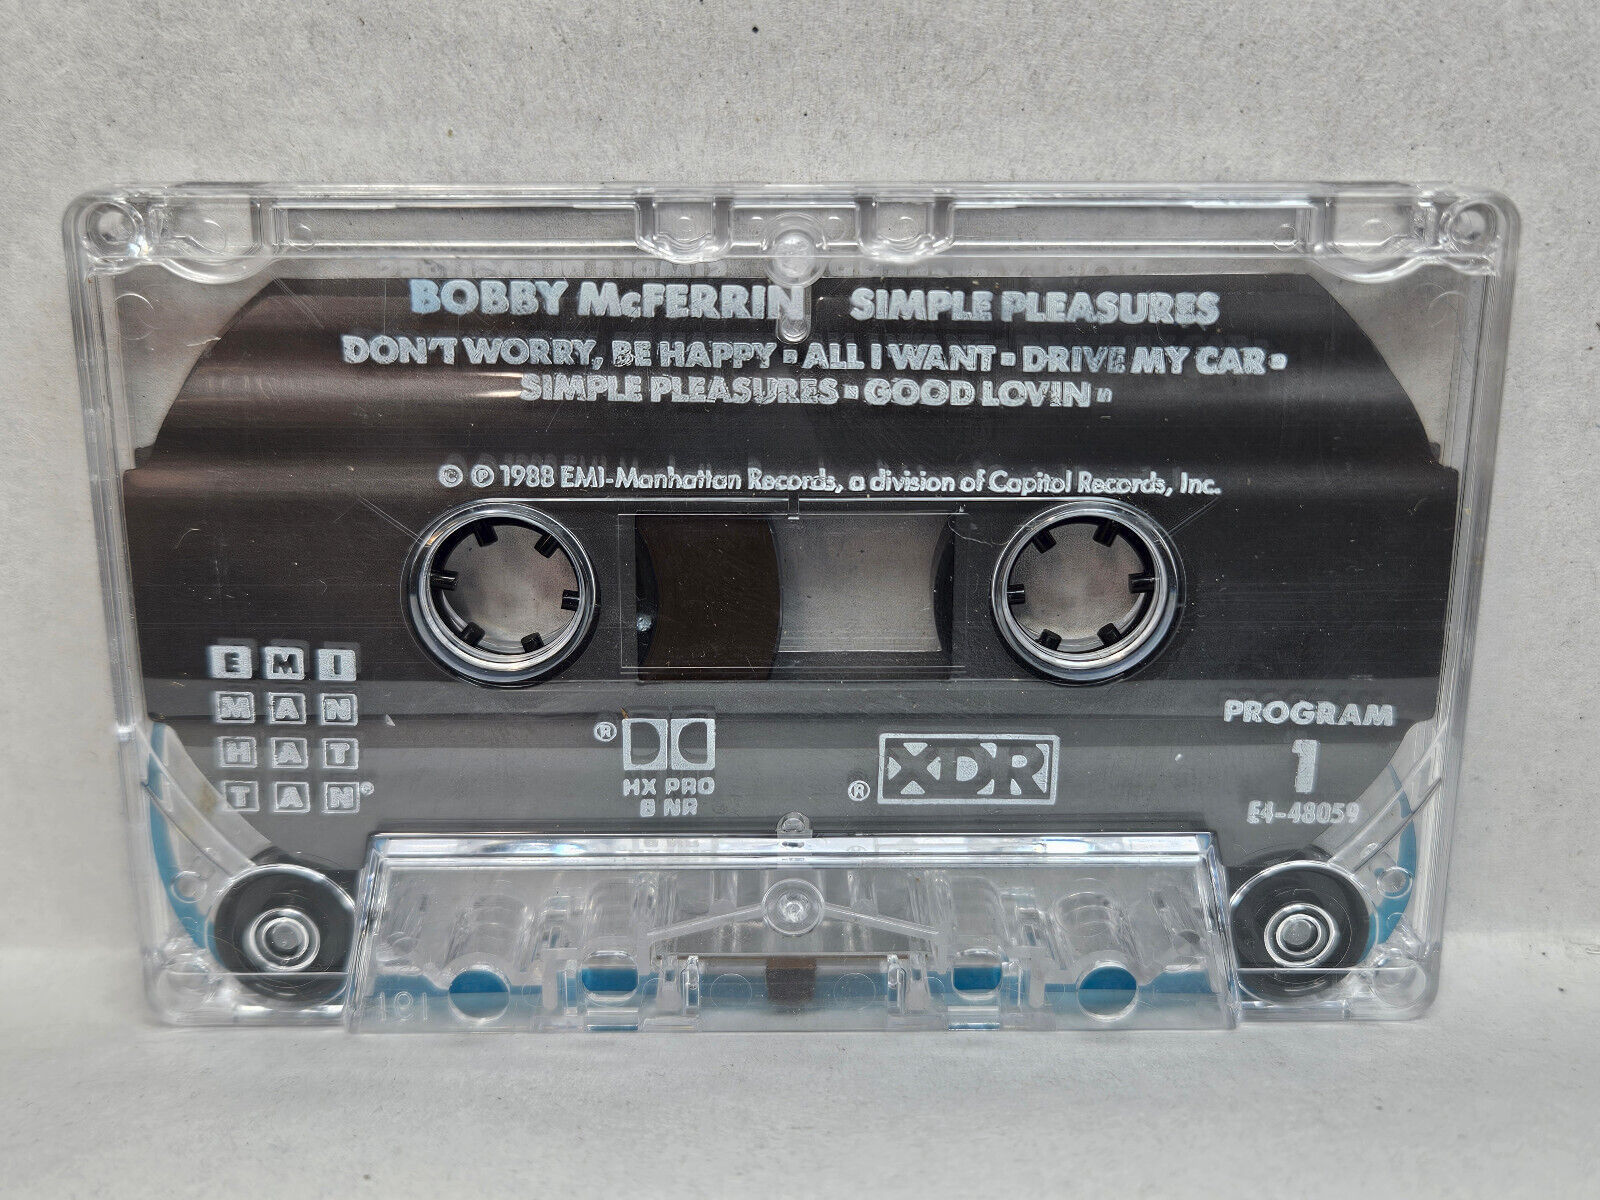 BOBBY McFERRIN SIMPLE PLEASURES
DON'T WORRY, BE HAPPY ▪ ALL I WANT ▪ DRIVE MY CAR ▪
SIMPLE PLEASURES ▪ GOOD LOVIN'
© ℗ 1988 EMI-Manhattan Records, a division of Capitol Records, Inc.
EMI
MAN
HAT
TAN®
®
HX PRO
B NR
® XDR
PROGRAM
1
E4-48059
101